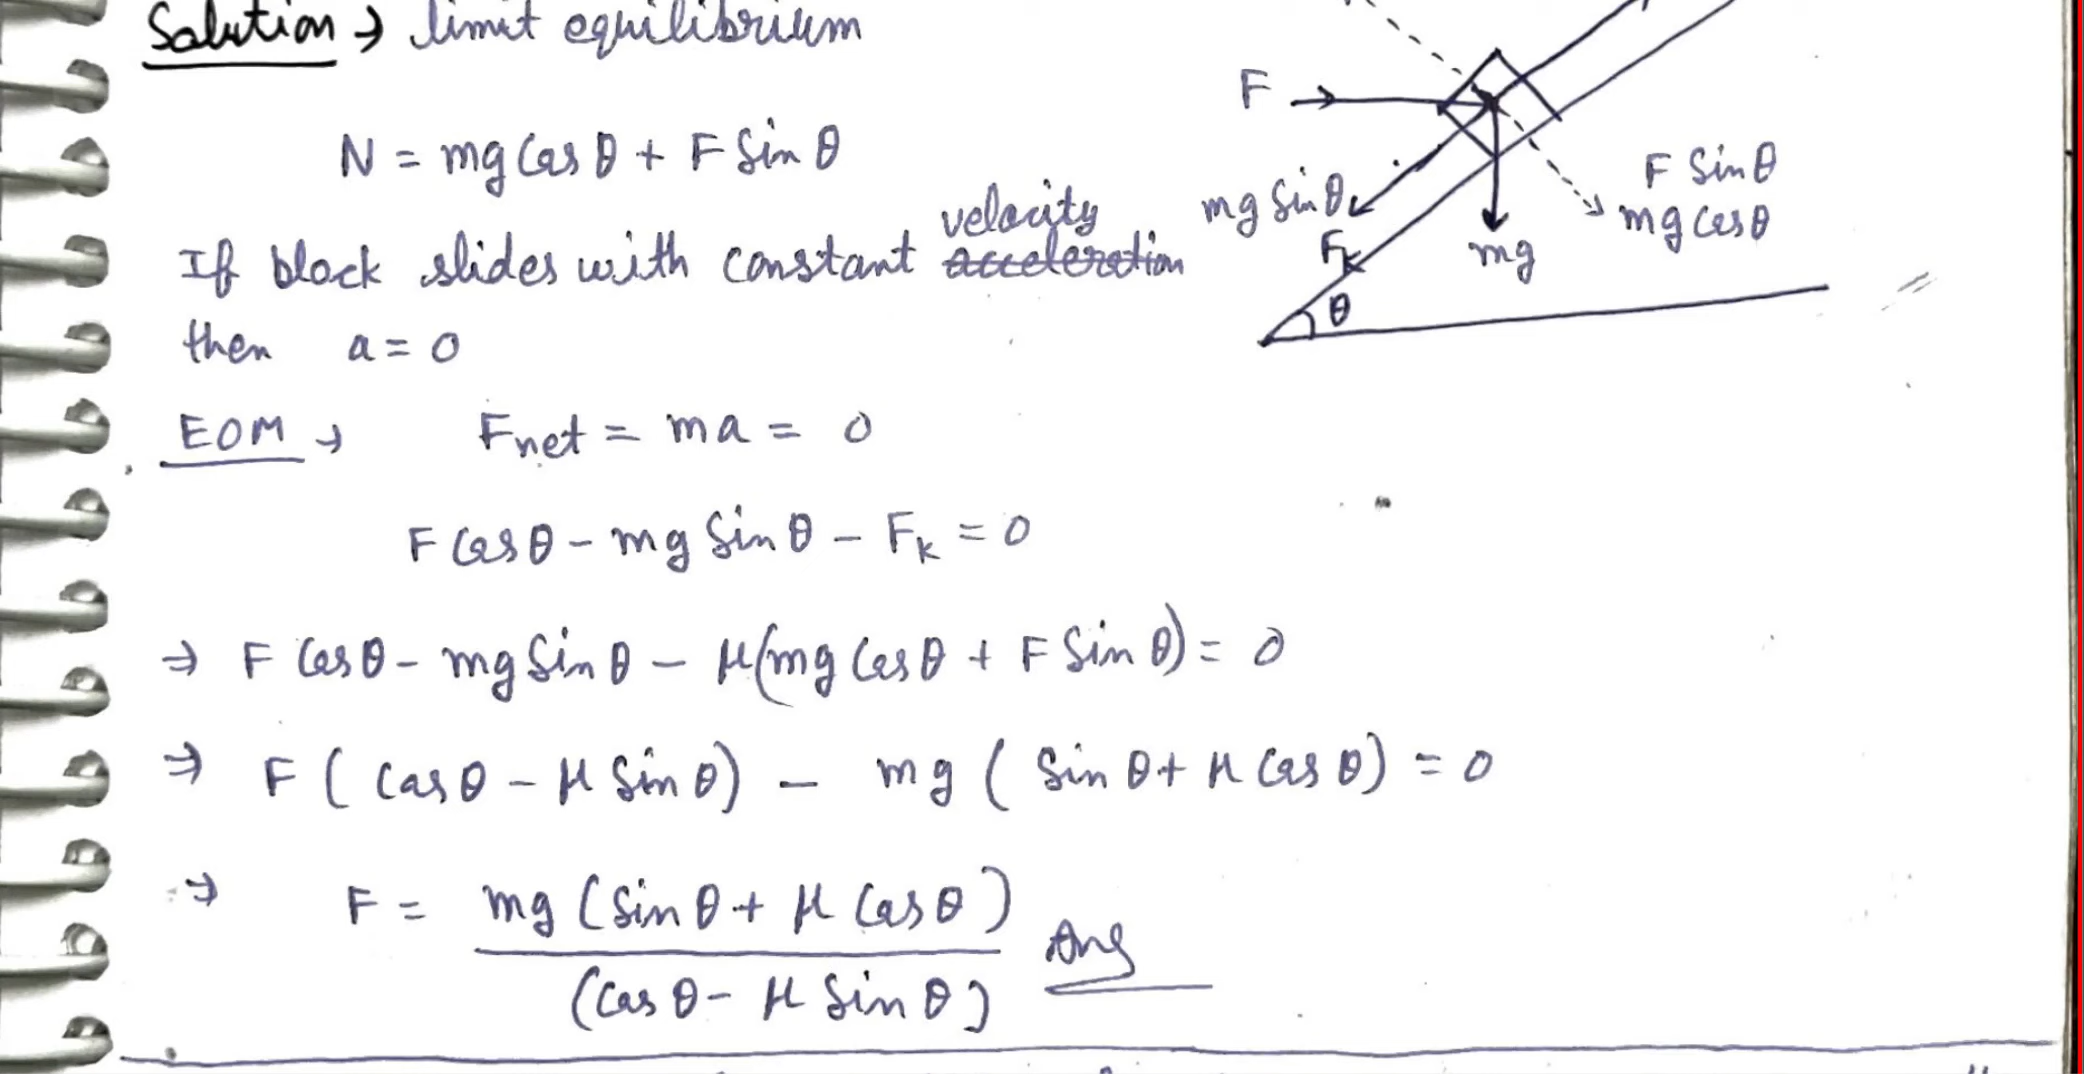 Solution → limit equilibrium
N = mg Cos θ + F Sin θ
If block slides with constant velocity acceleration
then a = 0
EOM → Fnet = ma = 0
F Cos θ - mg Sin θ - Fk = 0
⇒ F Cos θ - mg Sin θ - μ(mg Cos θ + F Sin θ) = 0
⇒ F ( Cos θ - μ Sin θ) - mg ( Sin θ + μ Cos θ) = 0
⇒ F = mg (Sin θ + μ Cos θ)
(Cos θ - μ Sin θ)
Ans
F
mg Sin θ
Fk
θ
mg
F Sin θ
mg Cos θ